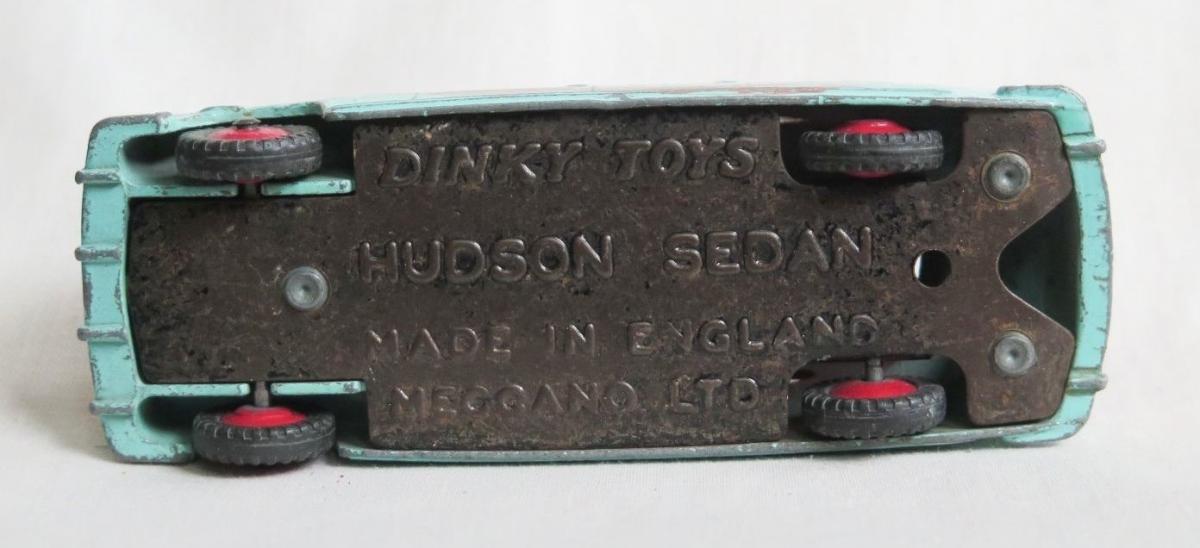 DINKY TOYS
HUDSON SEDAN
MADE IN ENGLAND
MECCANO LTD